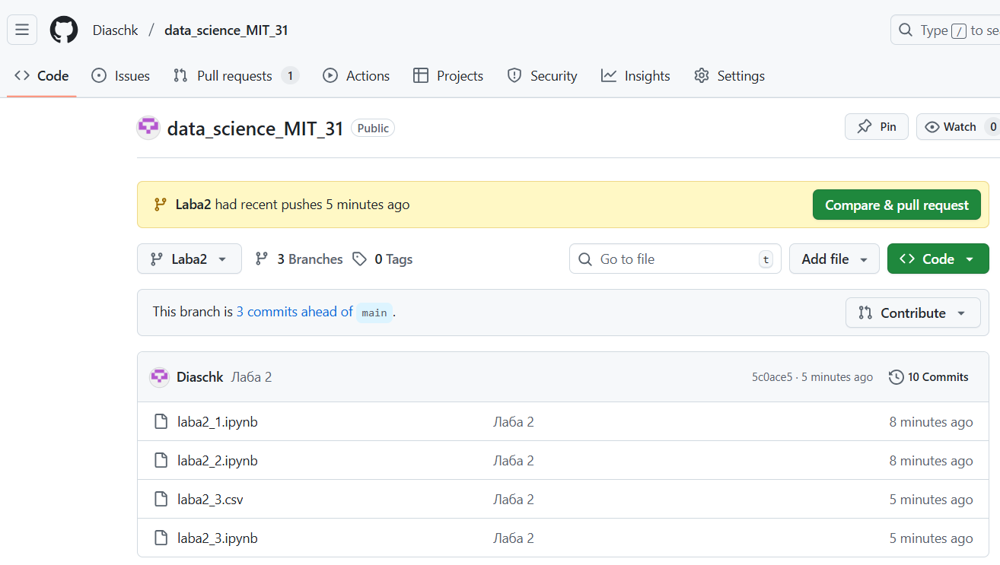 Diaschk / data_science_MIT_31
Type / to se
Code Issues Pull requests 1 Actions Projects Security Insights Settings
data_science_MIT_31 Public
Pin Watch 0
Laba2 had recent pushes 5 minutes ago
Compare & pull request
Laba2 3 Branches 0 Tags
Go to file t
Add file
Code
This branch is 3 commits ahead of main .
Contribute
Diaschk Лаба 2 5c0ace5 · 5 minutes ago 10 Commits
laba2_1.ipynb Лаба 2 8 minutes ago
laba2_2.ipynb Лаба 2 8 minutes ago
laba2_3.csv Лаба 2 5 minutes ago
laba2_3.ipynb Лаба 2 5 minutes ago